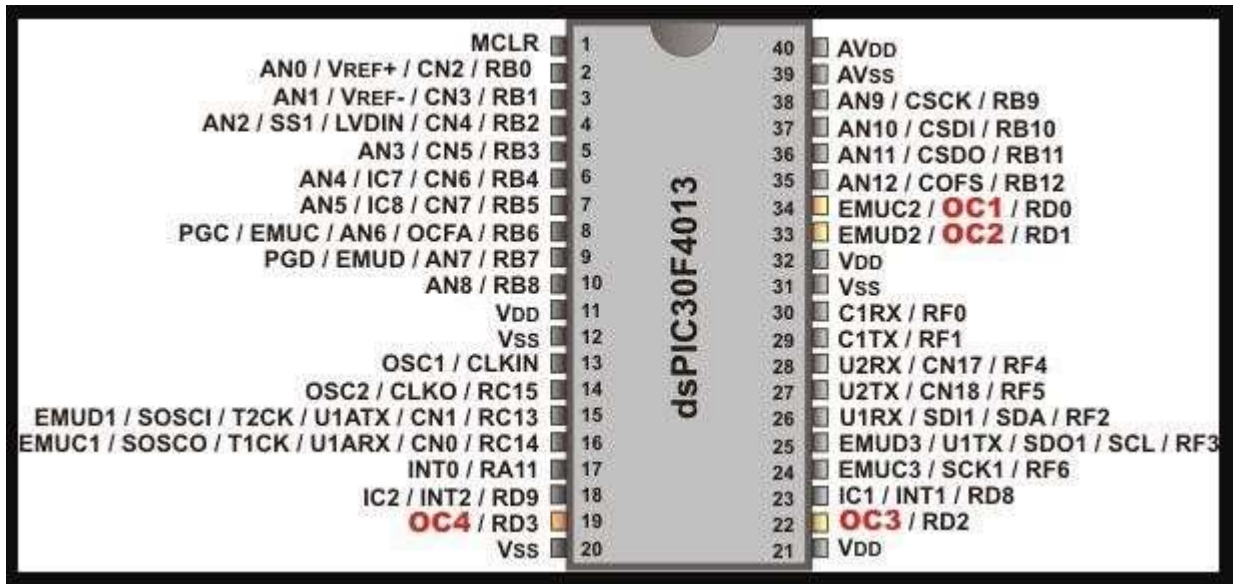 MCLR 1
AN0 / VREF+ / CN2 / RB0 2
AN1 / VREF- / CN3 / RB1 3
AN2 / SS1 / LVDIN / CN4 / RB2 4
AN3 / CN5 / RB3 5
AN4 / IC7 / CN6 / RB4 6
AN5 / IC8 / CN7 / RB5 7
PGC / EMUC / AN6 / OCFA / RB6 8
PGD / EMUD / AN7 / RB7 9
AN8 / RB8 10
VDD 11
VSS 12
OSC1 / CLKIN 13
OSC2 / CLKO / RC15 14
EMUD1 / SOSCI / T2CK / U1ATX / CN1 / RC13 15
EMUC1 / SOSCO / T1CK / U1ARX / CN0 / RC14 16
INT0 / RA11 17
IC2 / INT2 / RD9 18
OC4 / RD3 19
Vss 20
dsPIC30F4013
40 AVDD
39 AVss
38 AN9 / CSCK / RB9
37 AN10 / CSDI / RB10
36 AN11 / CSDO / RB11
35 AN12 / COFS / RB12
34 EMUC2 / OC1 / RD0
33 EMUD2 / OC2 / RD1
32 VDD
31 Vss
30 C1RX / RF0
29 C1TX / RF1
28 U2RX / CN17 / RF4
27 U2TX / CN18 / RF5
26 U1RX / SDI1 / SDA / RF2
25 EMUD3 / U1TX / SDO1 / SCL / RF3
24 EMUC3 / SCK1 / RF6
23 IC1 / INT1 / RD8
22 OC3 / RD2
21 VDD